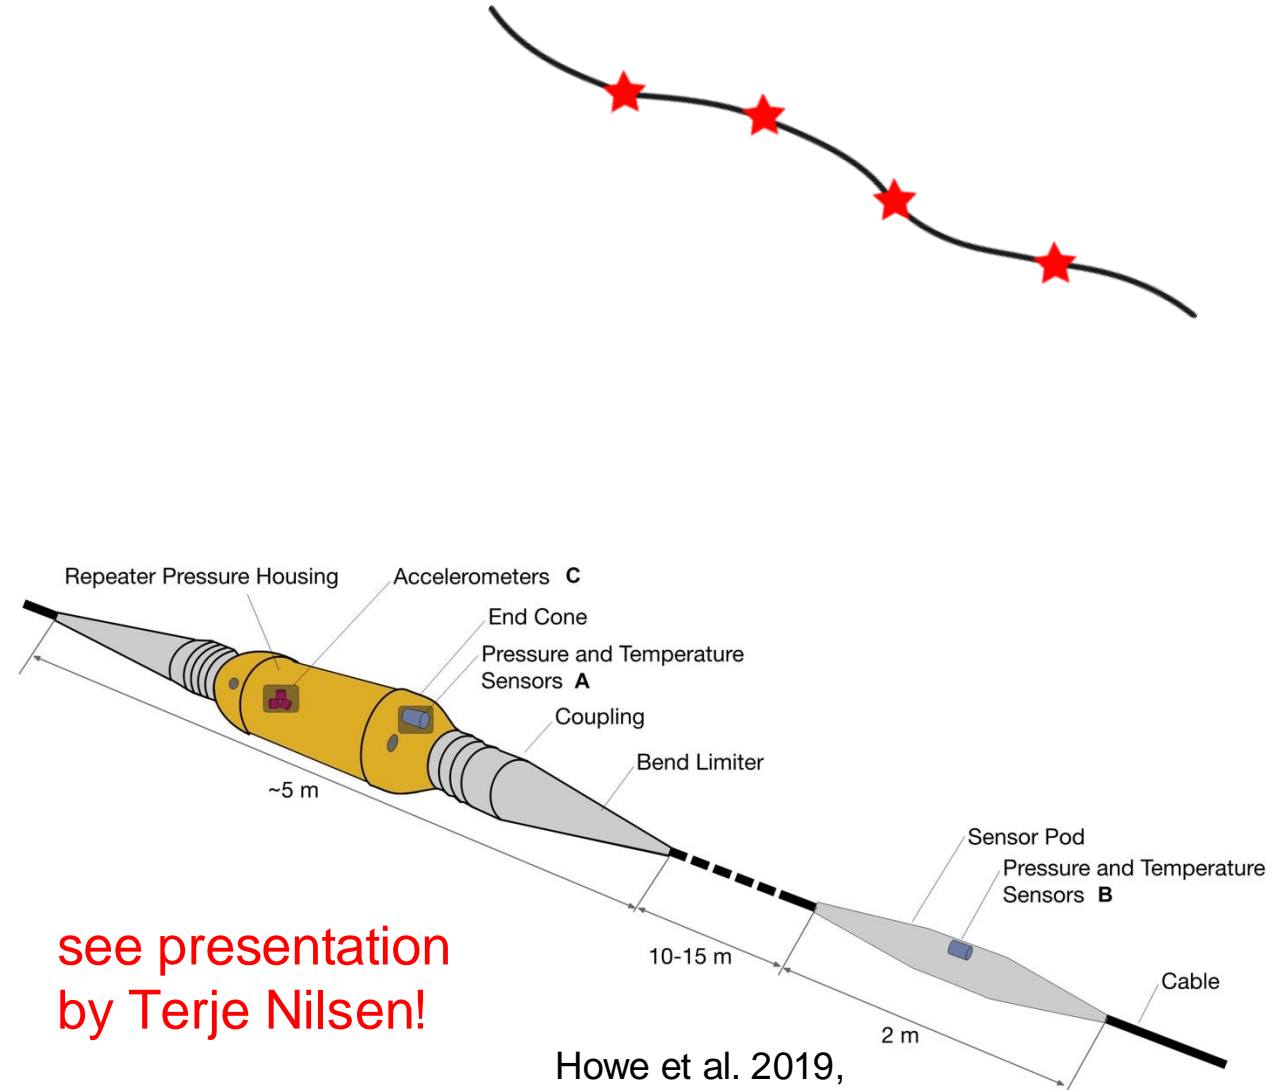 Repeater Pressure Housing
Accelerometers C
End Cone
Pressure and Temperature
Sensors A
Coupling
Bend Limiter
~5 m
Sensor Pod
Pressure and Temperature
Sensors B
10-15 m
Cable
2 m
see presentation
by Terje Nilsen!
Howe et al. 2019,